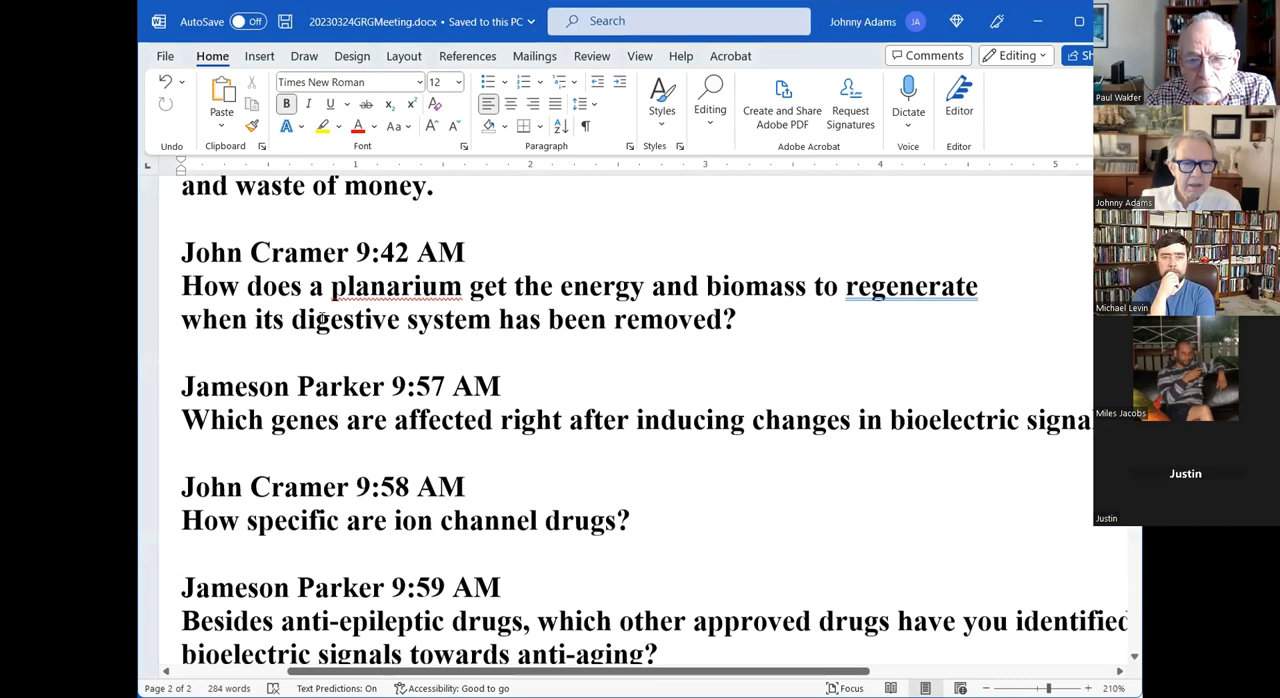 AutoSave Off 20230324GRGMeeting.docx • Saved to this PC Search Johnny Adams JA
File Home Insert Draw Design Layout References Mailings Review View Help Acrobat Comments Editing Sh
Times New Roman 12
Paste
Styles
Editing
Create and Share Adobe PDF
Request Signatures
Dictate
Editor
Undo Clipboard Font Paragraph Styles Adobe Acrobat Voice Editor
1 2 3 4 5
and waste of money.
John Cramer 9:42 AM
How does a planarium get the energy and biomass to regenerate
when its digestive system has been removed?
Jameson Parker 9:57 AM
Which genes are affected right after inducing changes in bioelectric signa
John Cramer 9:58 AM
How specific are ion channel drugs?
Jameson Parker 9:59 AM
Besides anti-epileptic drugs, which other approved drugs have you identified
bioelectric signals towards anti-aging?
Page 2 of 2 284 words Text Predictions: On Accessibility: Good to go Focus 210%
Paul Wakfer
Johnny Adams
Michael Levin
Miles Jacobs
Justin
Justin